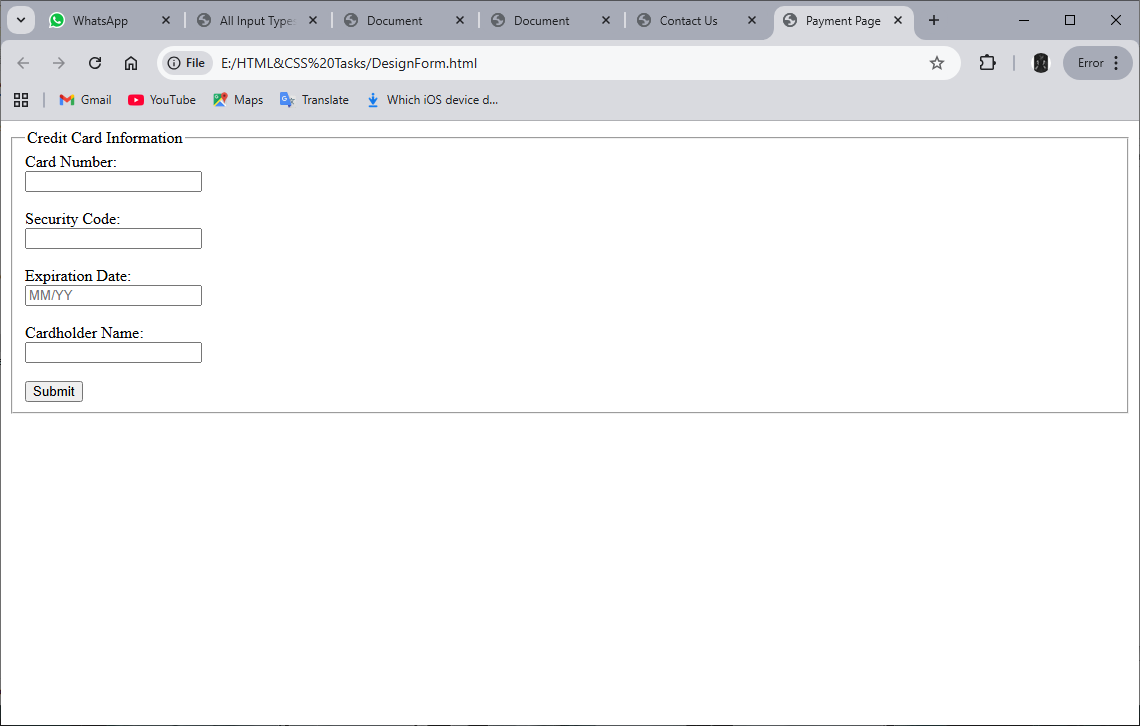 WhatsApp
All Input Types
Document
Document
Contact Us
Payment Page
File
E:/HTML&CSS%20Tasks/DesignForm.html
Error
Gmail
YouTube
Maps
Translate
Which iOS device d...
Credit Card Information
Card Number:
Security Code:
Expiration Date:
MM/YY
Cardholder Name:
Submit